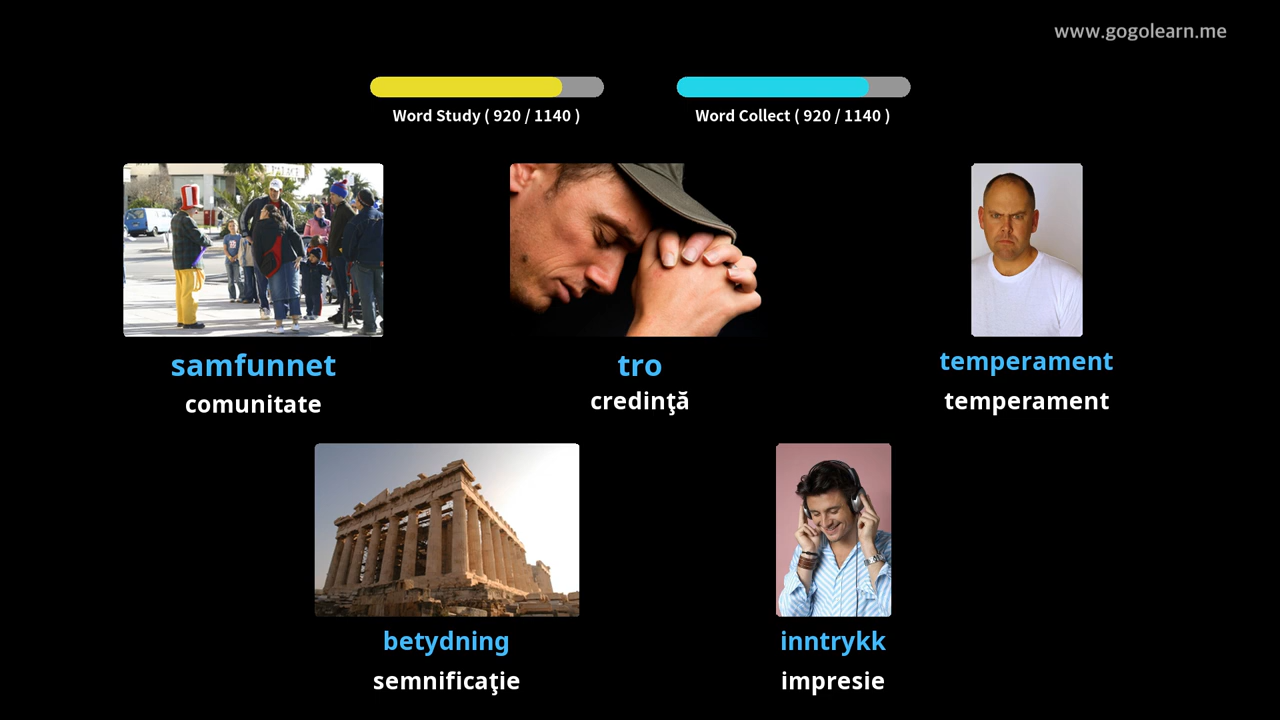 www.gogolearn.me
Word Study ( 920 / 1140 )
Word Collect ( 920 / 1140 )
samfunnet
comunitate
tro
credinţă
temperament
temperament
betydning
semnificaţie
inntrykk
impresie